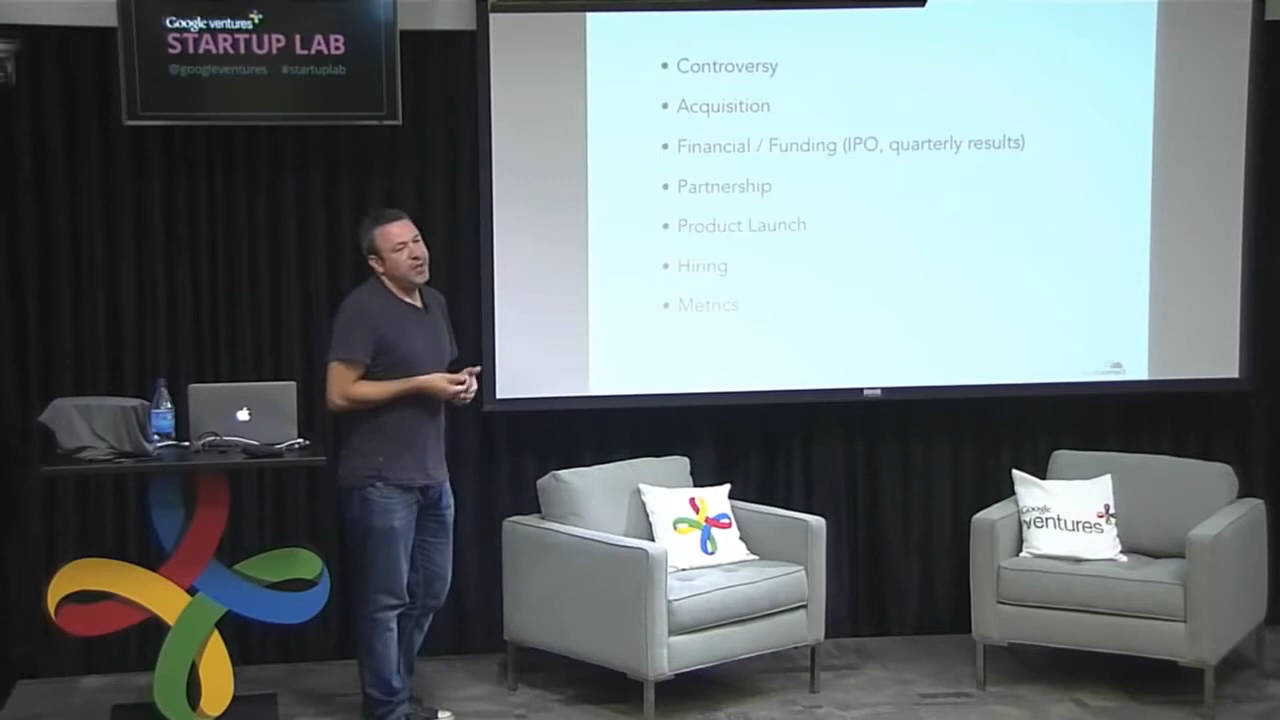 Google ventures
STARTUP LAB
@googleventures #startuplab
• Controversy
• Acquisition
• Financial / Funding (IPO, quarterly results)
• Partnership
• Product Launch
• Hiring
• Metrics
Google
ventures